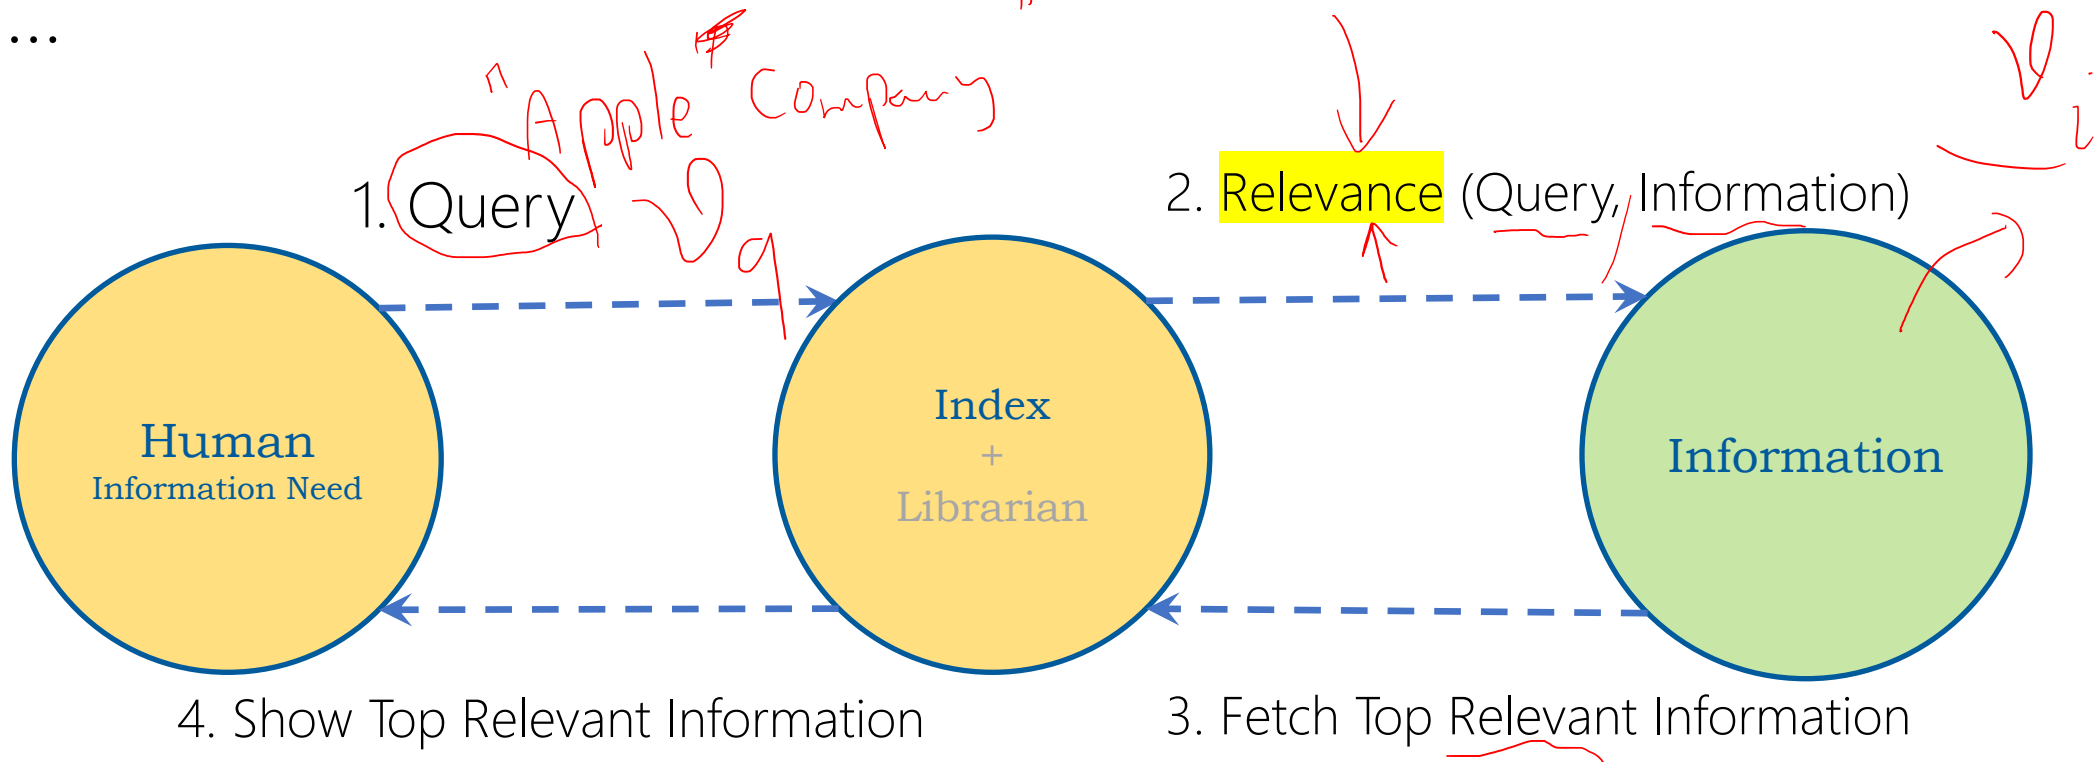 ...
"Apple" Company"
1. Query
v q
2. Relevance (Query, Information)
v i
Human
Information Need
Index
+
Librarian
Information
4. Show Top Relevant Information
3. Fetch Top Relevant Information